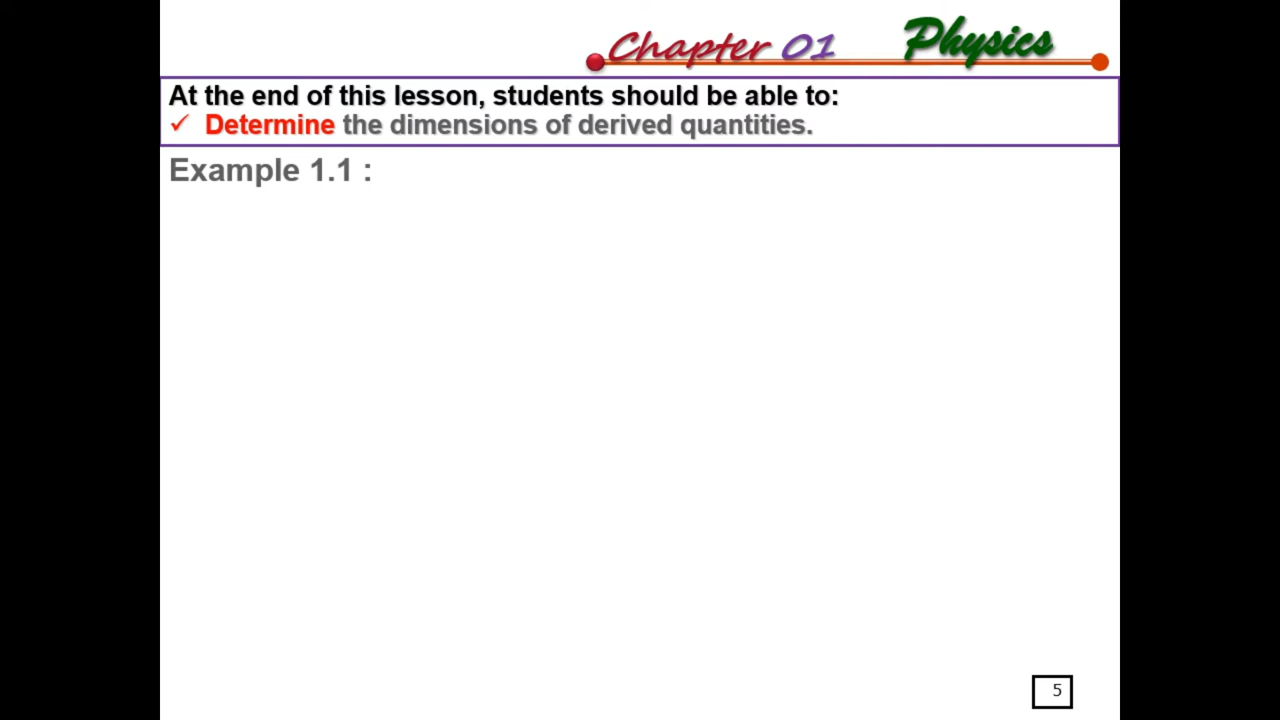 Chapter 01 Physics
At the end of this lesson, students should be able to:
✓ Determine the dimensions of derived quantities.
Example 1.1 :
5